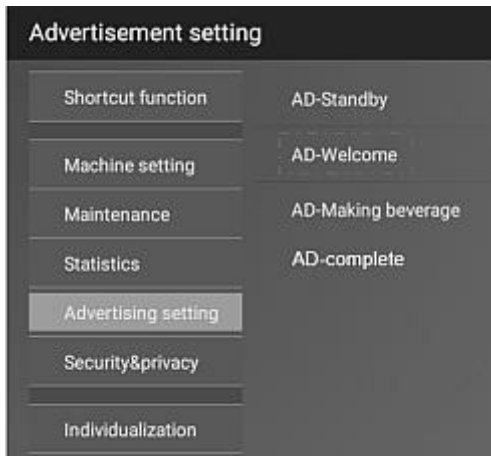 Advertisement setting
Shortcut function
Machine setting
Maintenance
Statistics
Advertising setting
Security&privacy
Individualization
AD-Standby
AD-Welcome
AD-Making beverage
AD-complete